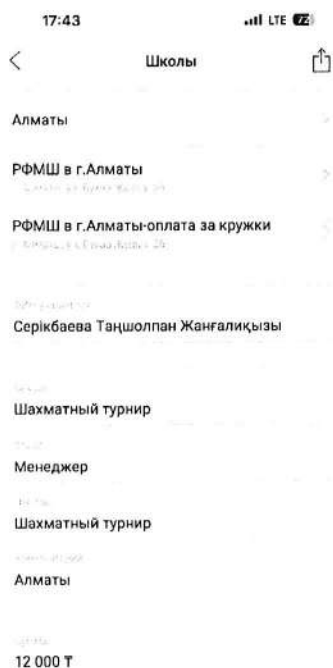 17:43
LTE 72
Школы
Алматы
РФМШ в г.Алматы
РФМШ в г.Алматы-оплата за кружки
Серікбаева Таңшолпан Жанғалиқызы
Шахматный турнир
Менеджер
Шахматный турнир
Алматы
12 000 ₸